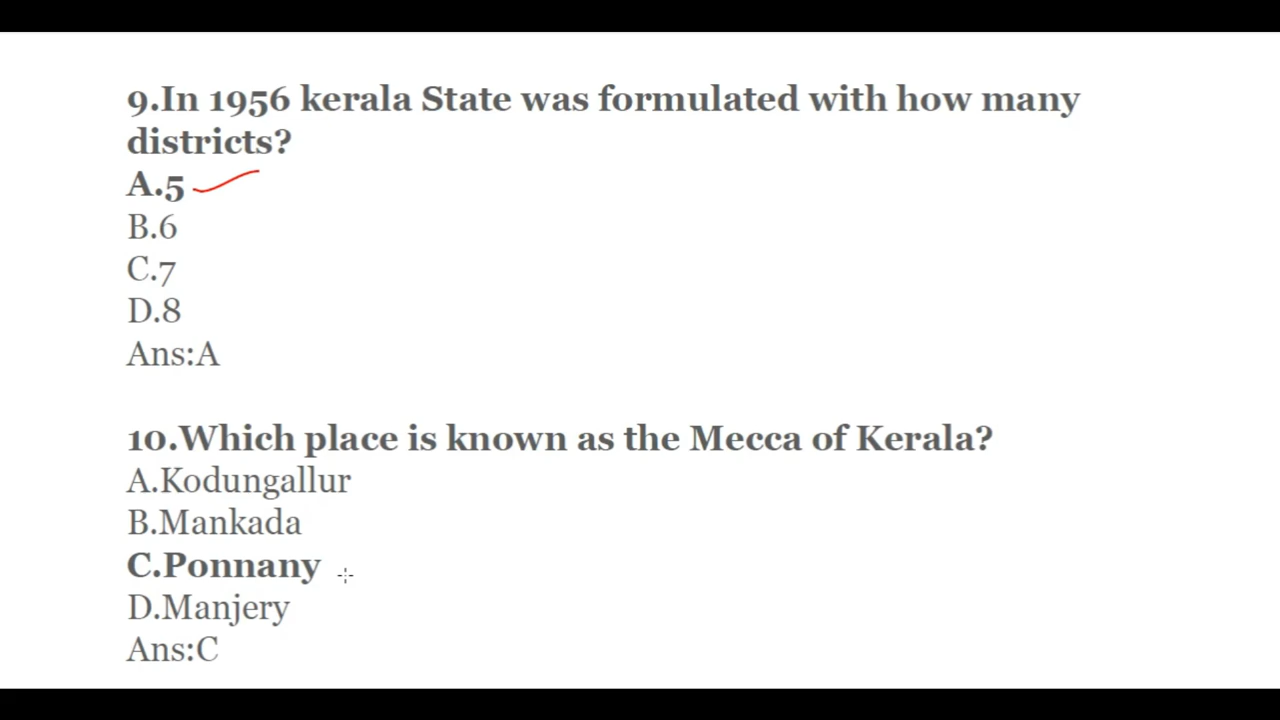 9.In 1956 kerala State was formulated with how many
districts?
A.5
B.6
C.7
D.8
Ans:A
10.Which place is known as the Mecca of Kerala?
A.Kodungallur
B.Mankada
C.Ponnany
D.Manjery
Ans:C